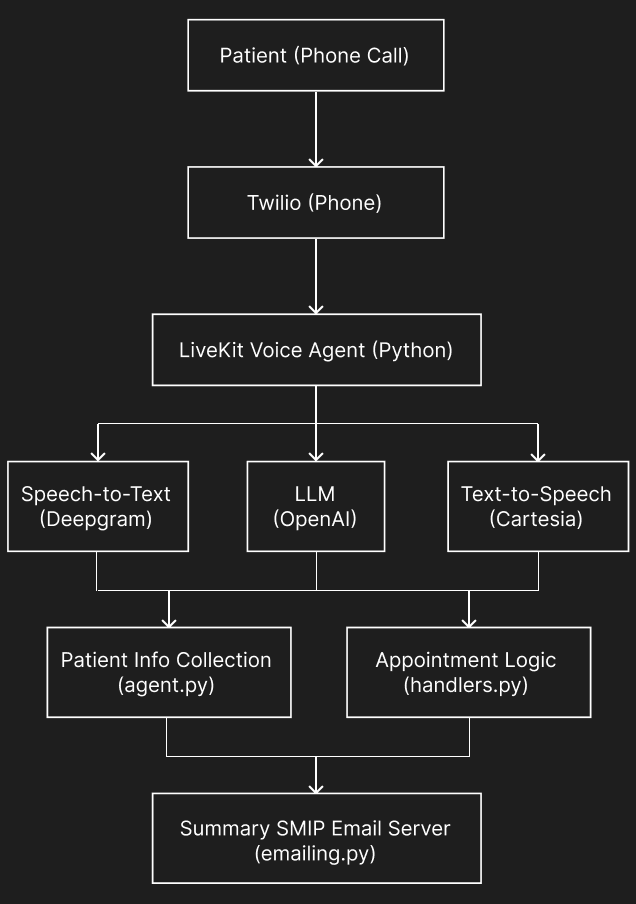 Patient (Phone Call)
Twilio (Phone)
LiveKit Voice Agent (Python)
Speech-to-Text
(Deepgram)
LLM
(OpenAI)
Text-to-Speech
(Cartesia)
Patient Info Collection
(agent.py)
Appointment Logic
(handlers.py)
Summary SMIP Email Server
(emailing.py)